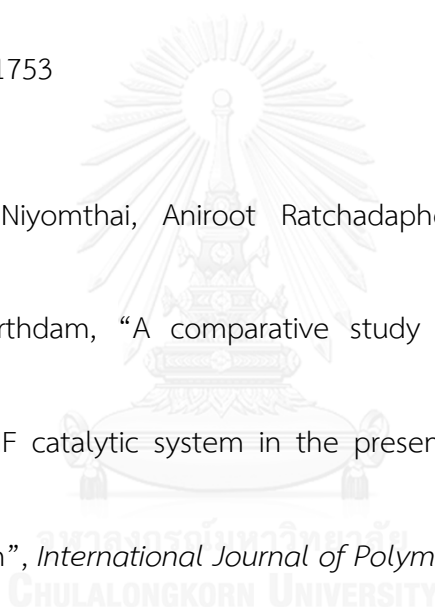 1753
Niyomthai, Aniroot Ratchadaph
rthdam, “A comparative study
F catalytic system in the presen
n”, International Journal of Polym
จุฬาลงกรณ์มหาวิทยาลัย
CHULALONGKORN UNIVERSITY